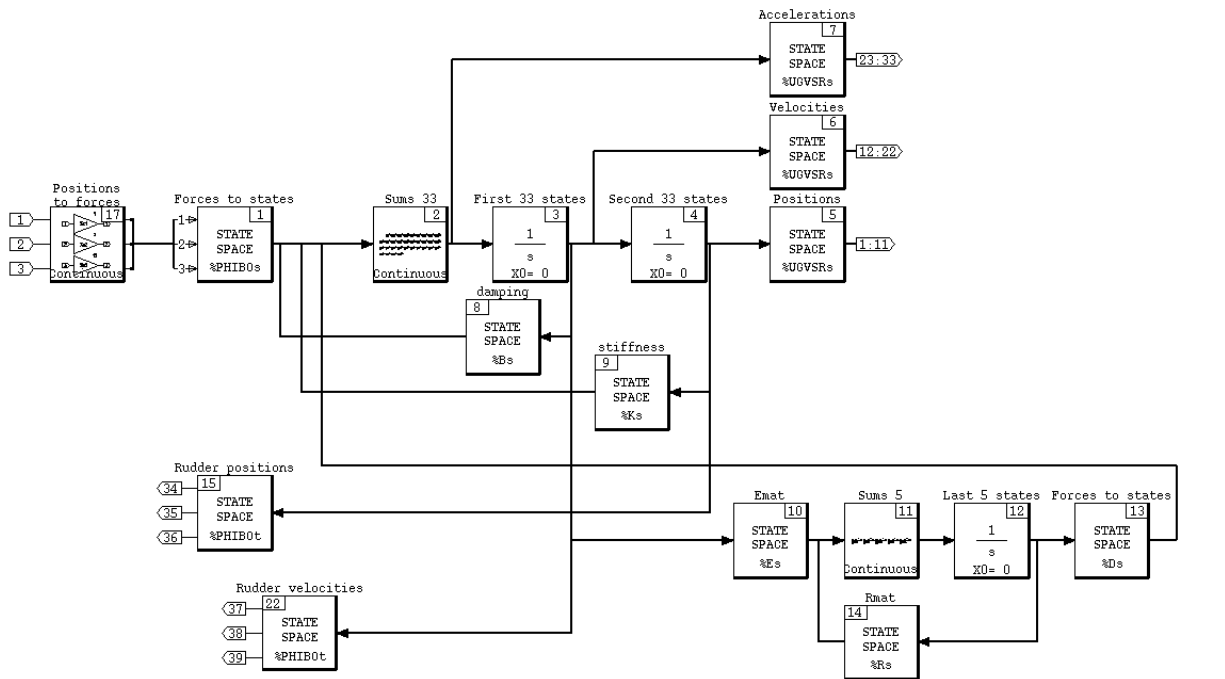 Accelerations
7
STATE
SPACE
%UGVSRs
23:33
Velocities
6
STATE
SPACE
%UGVSRs
12:22
Positions
to forces
17
1
2
3
Continuous
Forces to states
1
1
2
3
STATE
SPACE
%PHIBOs
Sums 33
2
Continuous
First 33 states
3
1
s
X0= 0
Second 33 states
4
1
s
X0= 0
Positions
5
STATE
SPACE
%UGVSRs
1:11
damping
8
STATE
SPACE
%Bs
stiffness
9
STATE
SPACE
%Ks
Rudder positions
15
34
35
36
STATE
SPACE
%PHIBOt
Emat
10
STATE
SPACE
%Es
Sums 5
11
Continuous
Last 5 states
12
1
s
X0= 0
Forces to states
13
STATE
SPACE
%Ds
Rudder velocities
22
37
38
39
STATE
SPACE
%PHIBOt
Rmat
14
STATE
SPACE
%Rs